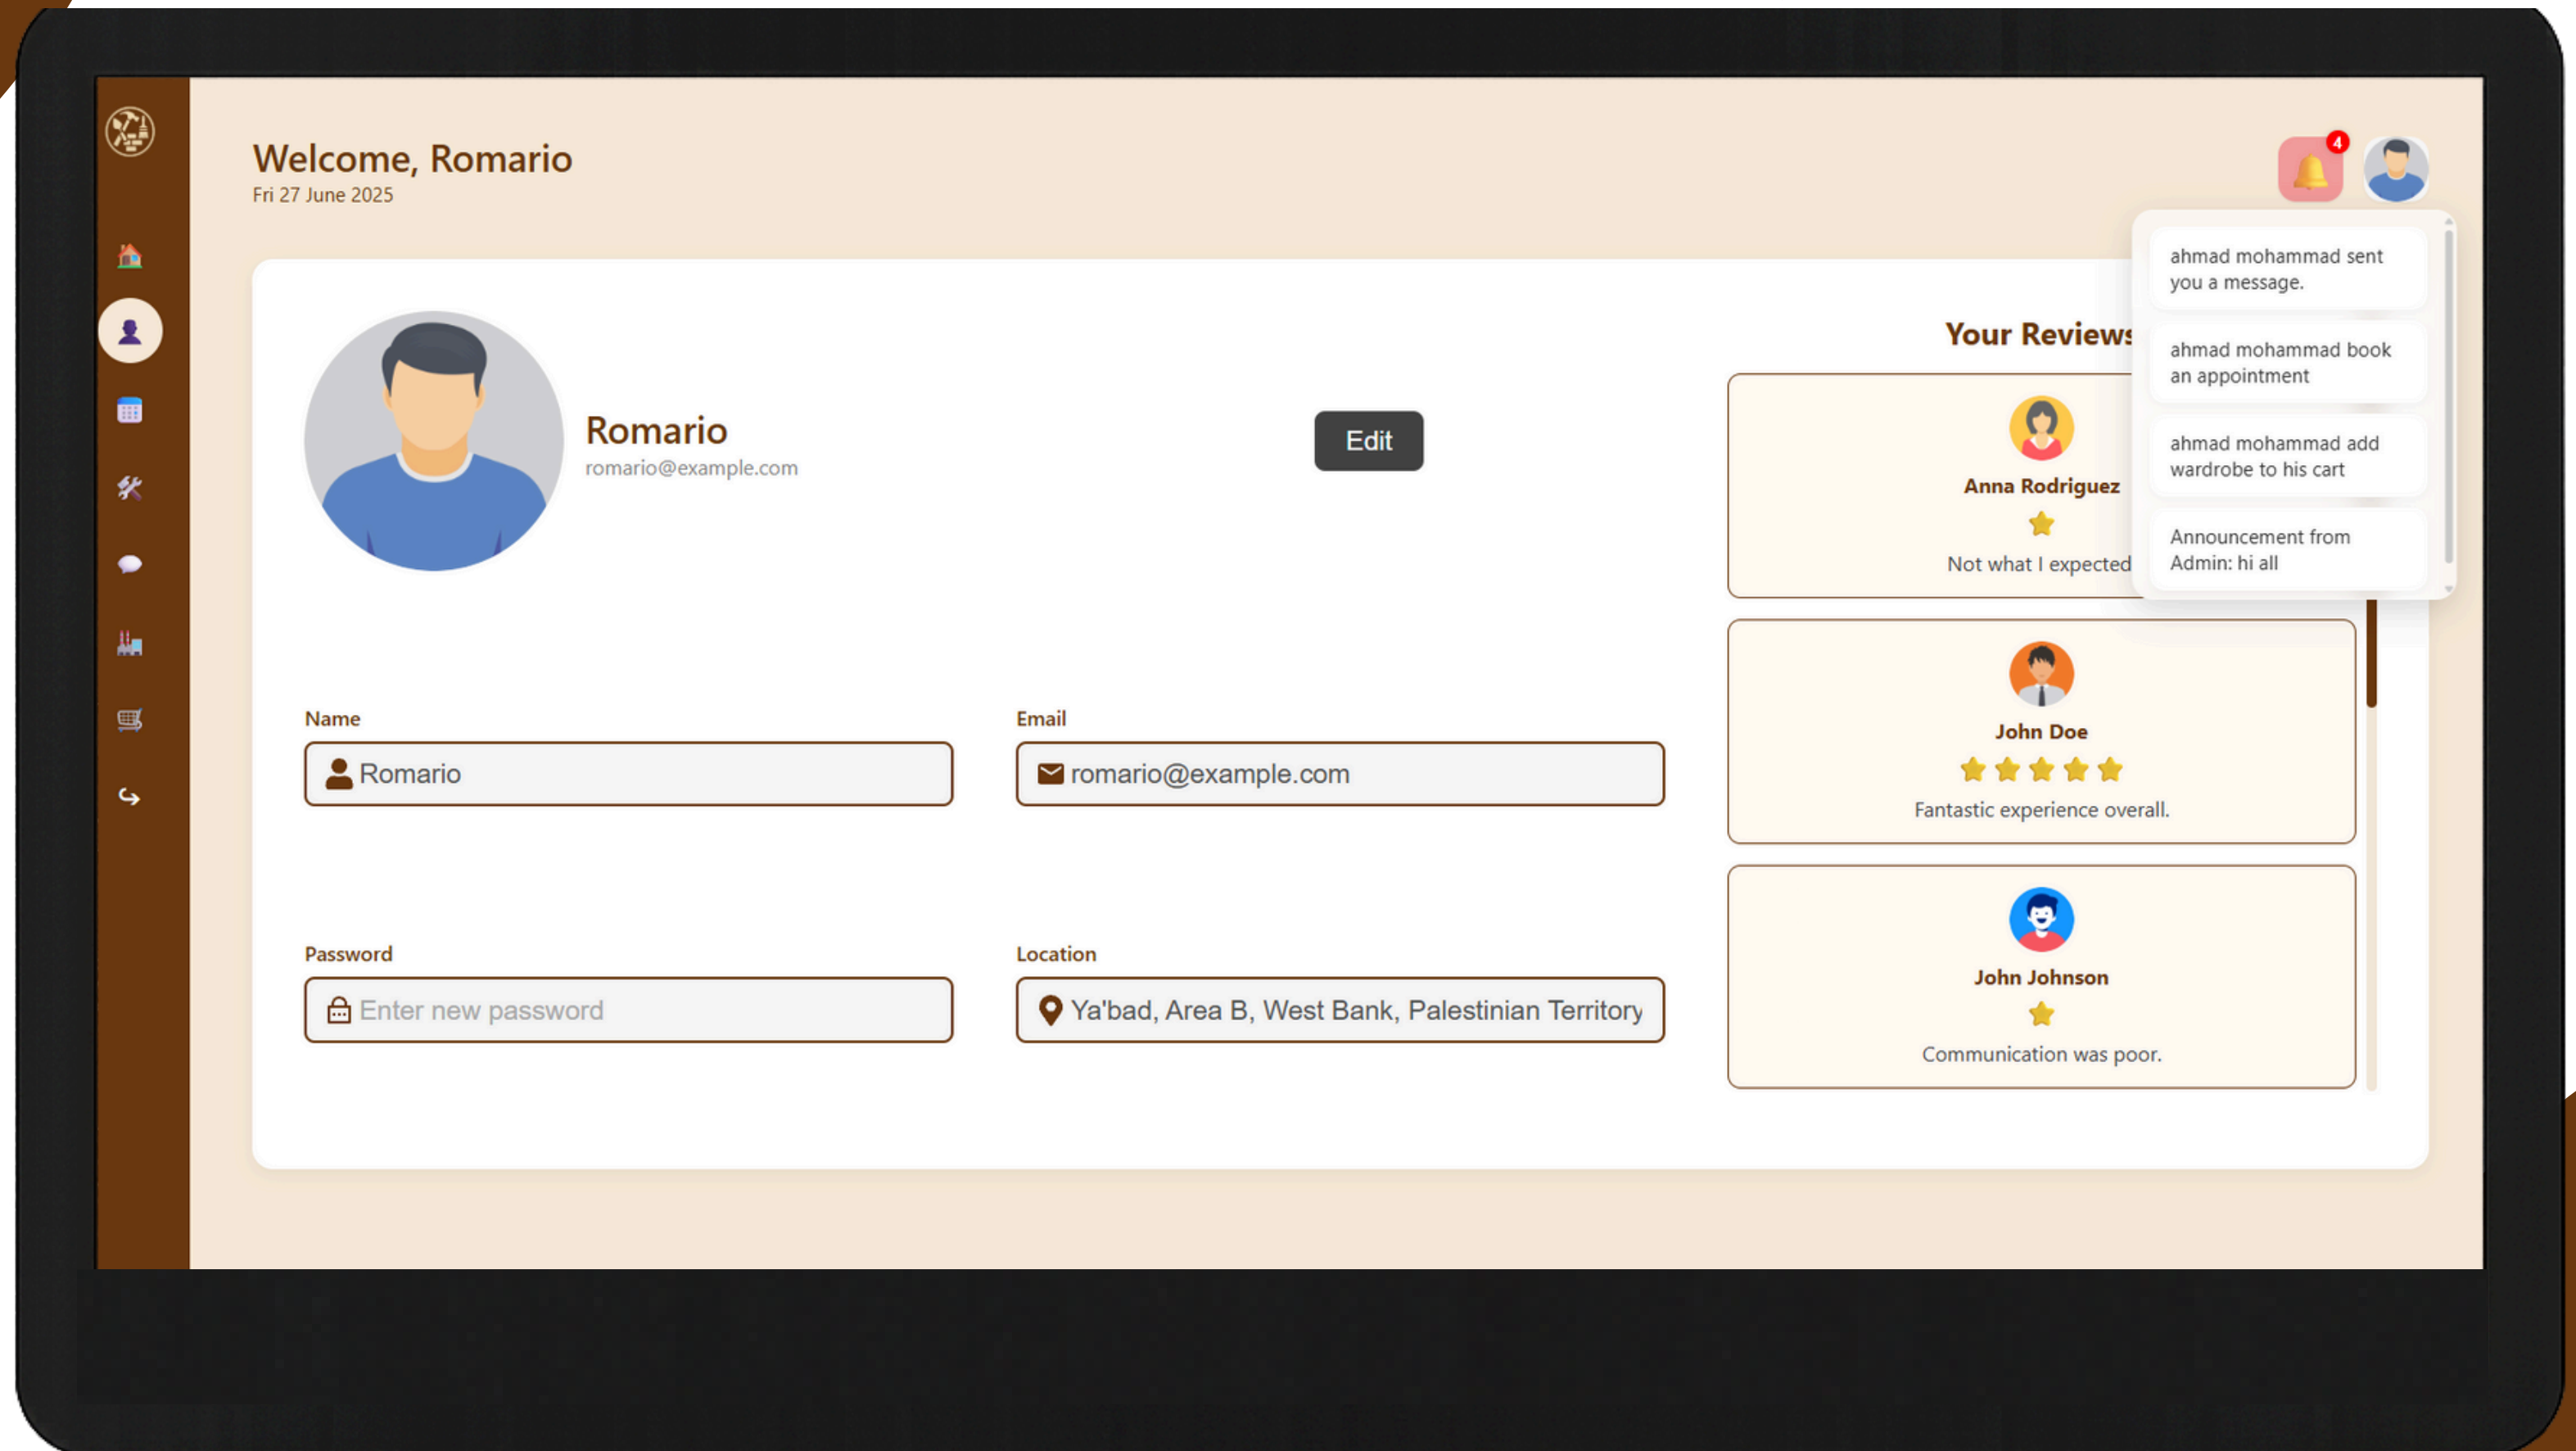 Welcome, Romario
Fri 27 June 2025
4
ahmad mohammad sent
you a message.
ahmad mohammad book
an appointment
ahmad mohammad add
wardrobe to his cart
Announcement from
Admin: hi all
Romario
romario@example.com
Edit
Name
Romario
Email
romario@example.com
Password
Enter new password
Location
Ya'bad, Area B, West Bank, Palestinian Territory
Your Reviews
Anna Rodriguez
Not what I expected
John Doe
Fantastic experience overall.
John Johnson
Communication was poor.